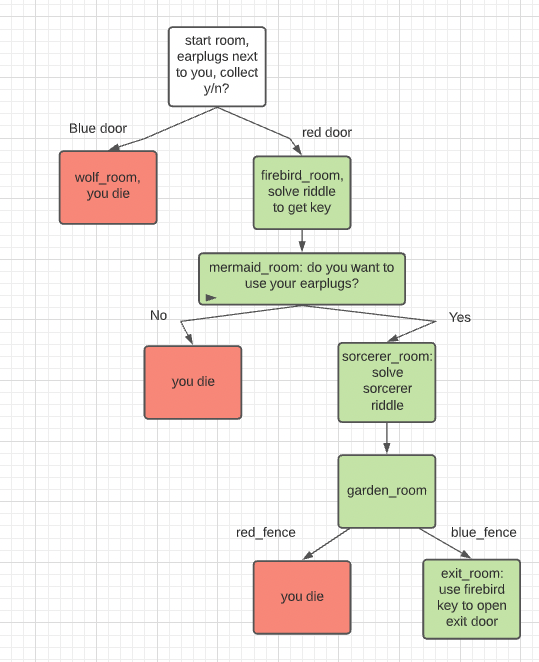 start room,
earplugs next
to you, collect
y/n?
Blue door
red door
wolf_room,
you die
firebird_room,
solve riddle
to get key
mermaid_room: do you want to
use your earplugs?
No
Yes
you die
sorcerer_room:
solve
sorcerer
riddle
garden_room
red_fence
blue_fence
you die
exit_room:
use firebird
key to open
exit door